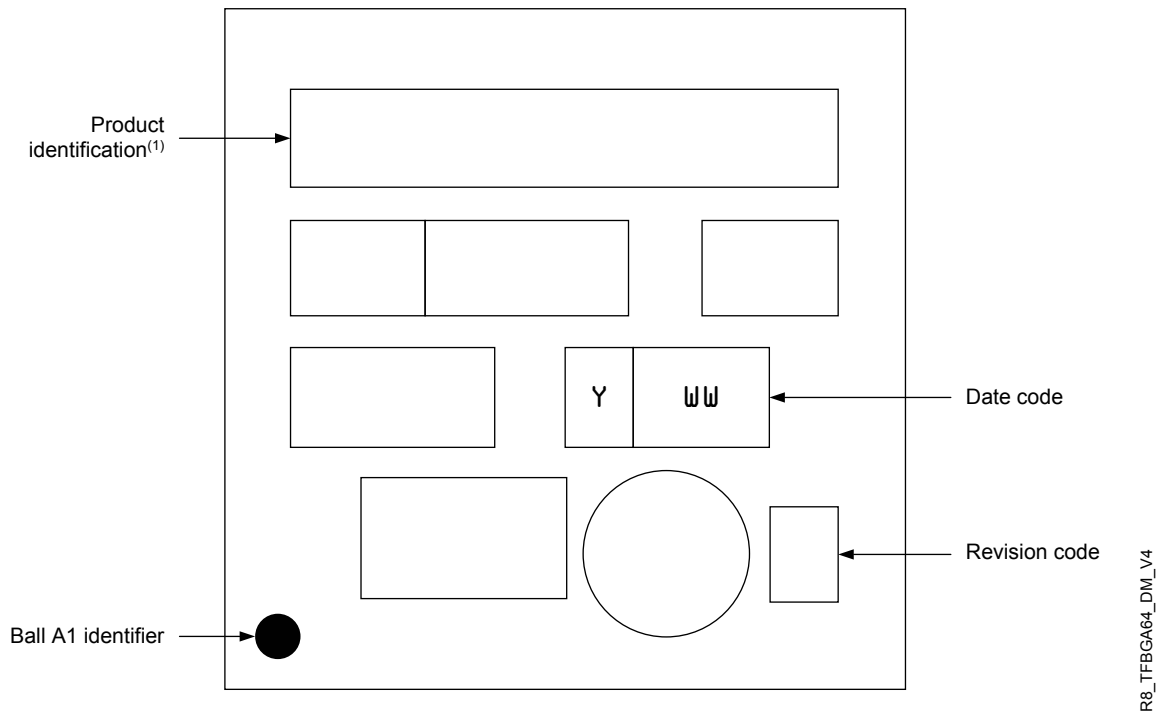 Product
identification(1)
Y WW
Date code
Revision code
Ball A1 identifier
R8_TFBGA64_DM_V4